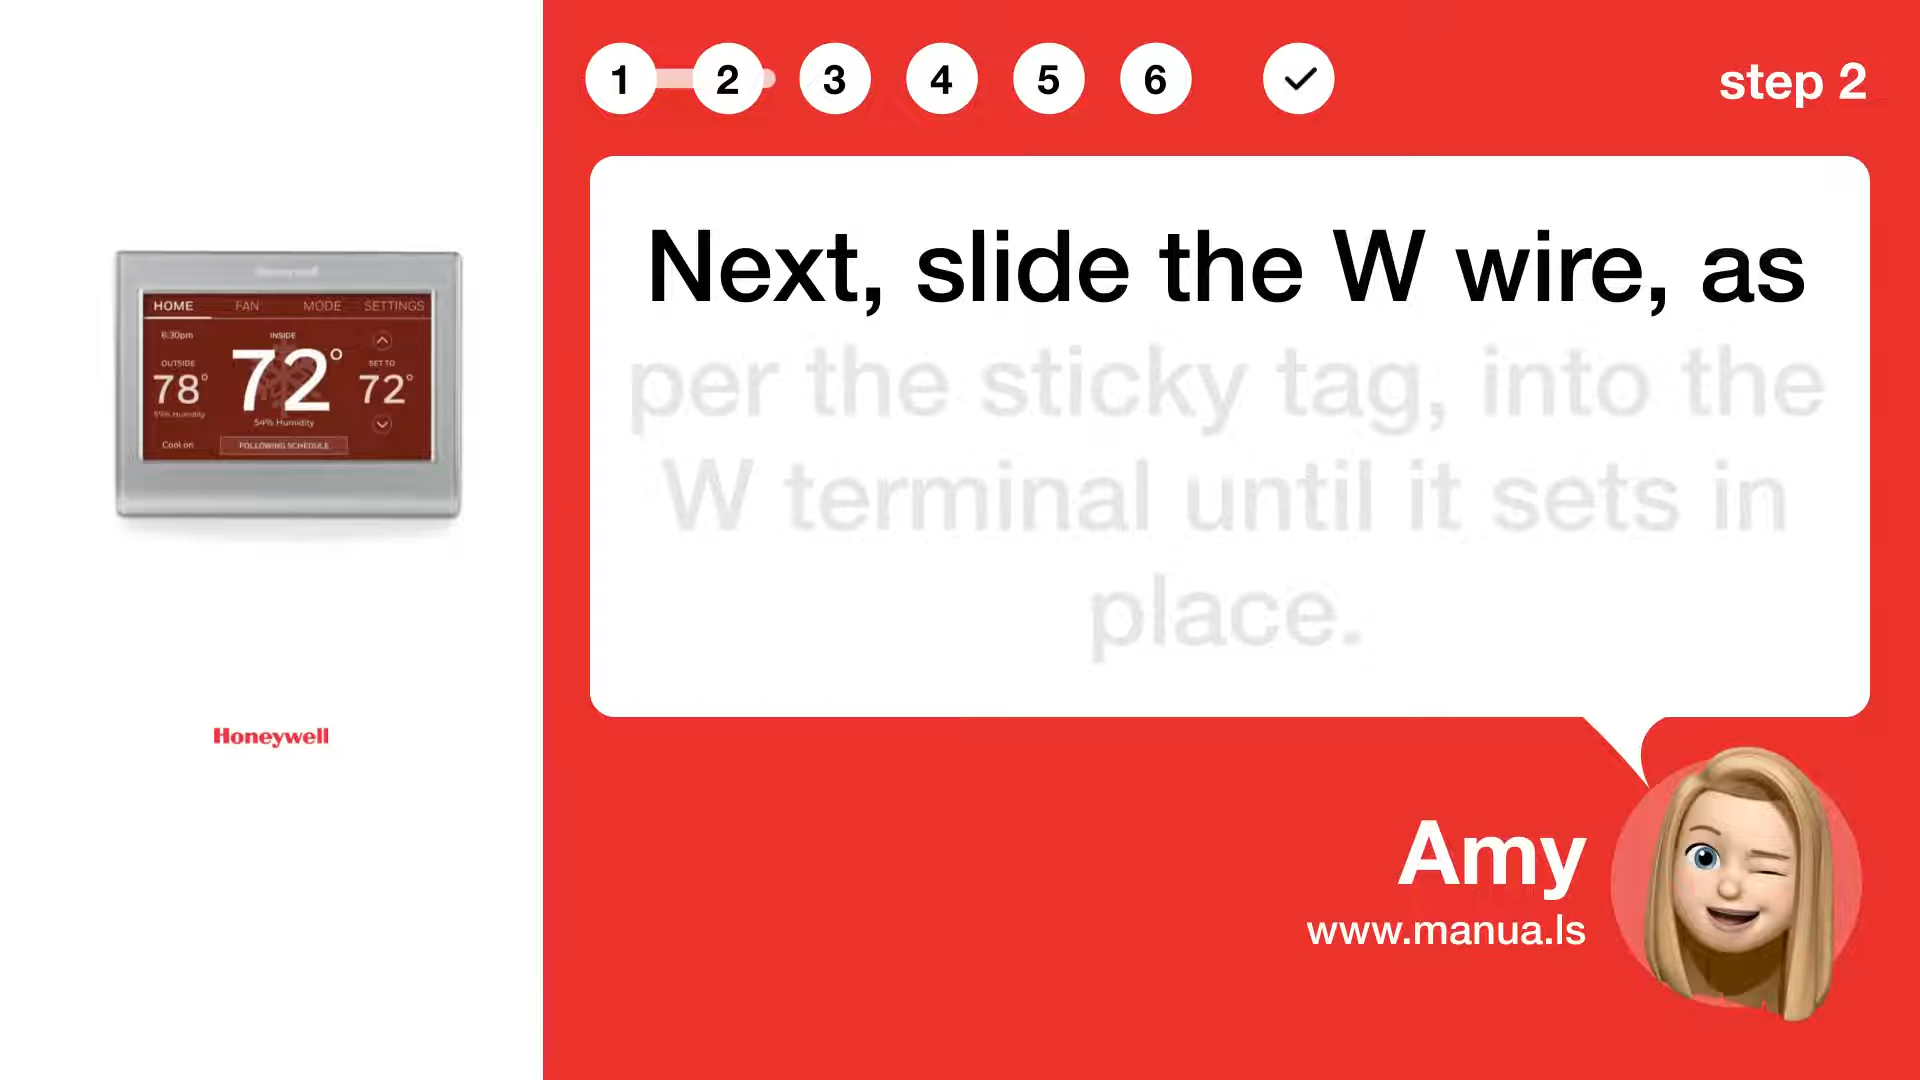 1 2 3 4 5 6
step 2
Next, slide the W wire, as
per the sticky tag, into the
W terminal until it sets in
place.
Honeywell
HOME FAN MODE SETTINGS
6:30pm
INSIDE
OUTSIDE
SET TO
78° 72° 72°
54% Humidity
Cool on
FOLLOWING SCHEDULE
Honeywell
Amy
www.manua.ls